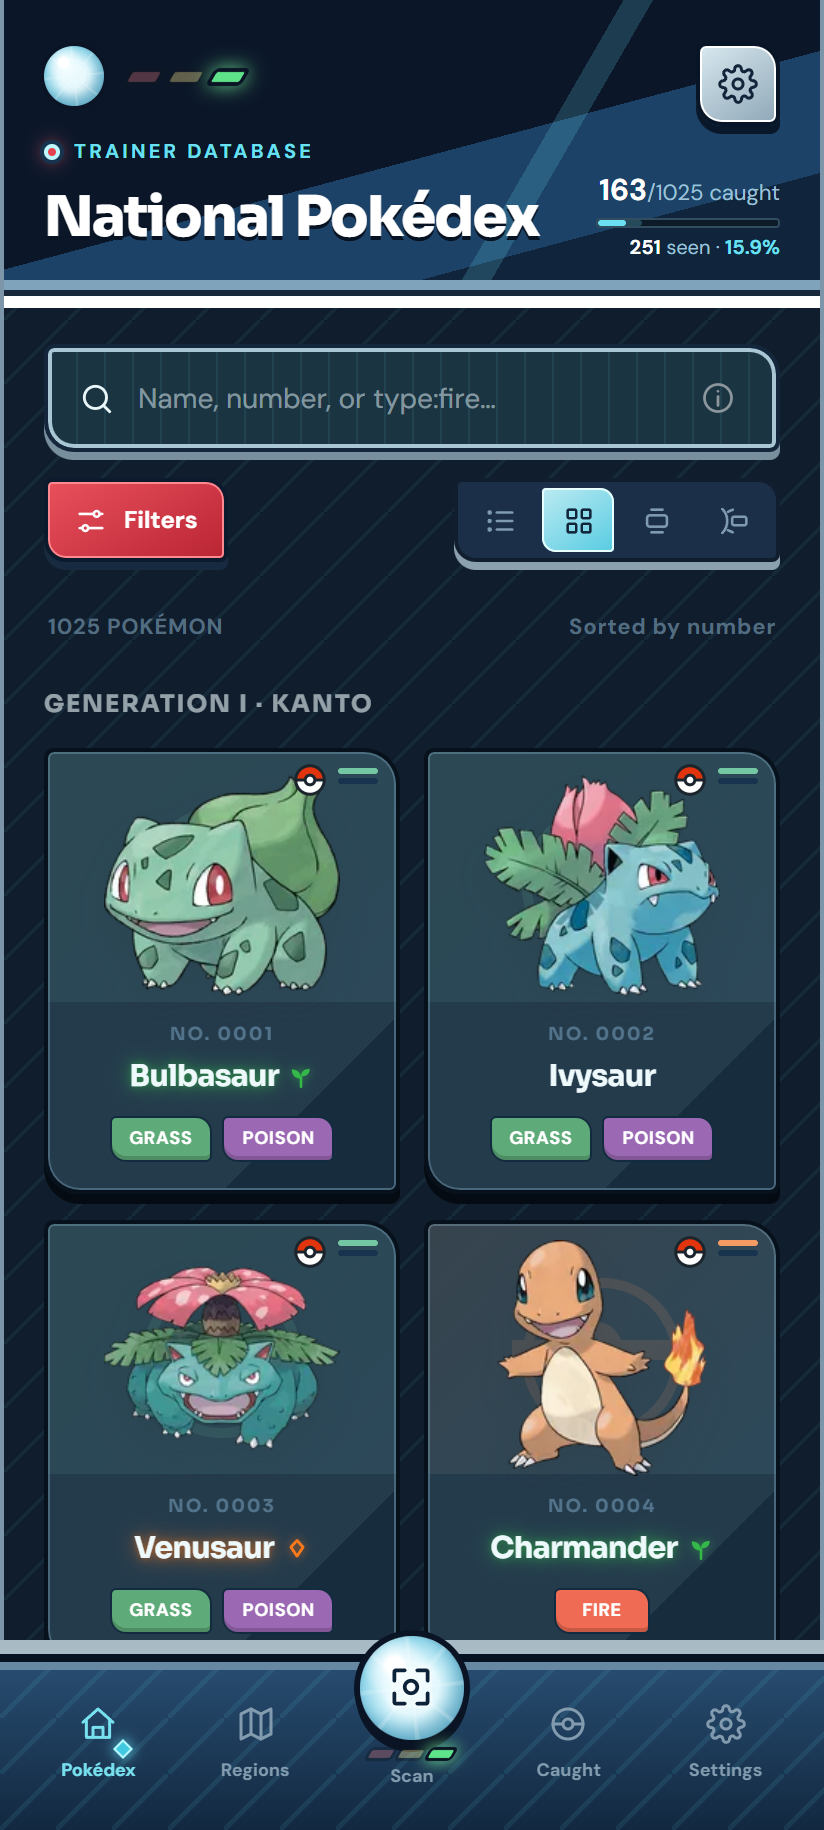 TRAINER DATABASE
National Pokédex
163/1025 caught
251 seen · 15.9%
Name, number, or type:fire...
Filters
1025 POKÉMON
Sorted by number
GENERATION I · KANTO
NO. 0001
Bulbasaur
GRASS POISON
NO. 0002
Ivysaur
GRASS POISON
NO. 0003
Venusaur
GRASS POISON
NO. 0004
Charmander
FIRE
Pokédex
Regions
Scan
Caught
Settings